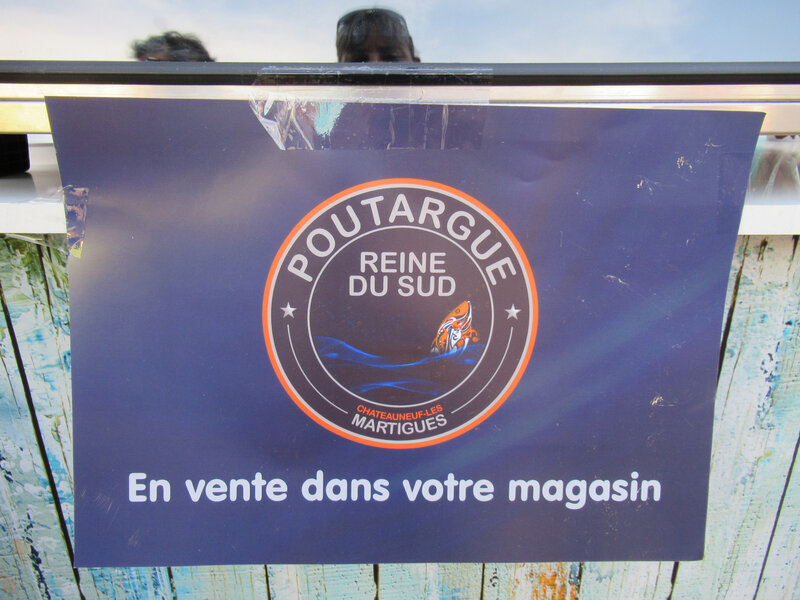 POUTARGUE
REINE
DU SUD
CHATEAUNEUF-LES
MARTIGUES
En vente dans votre magasin